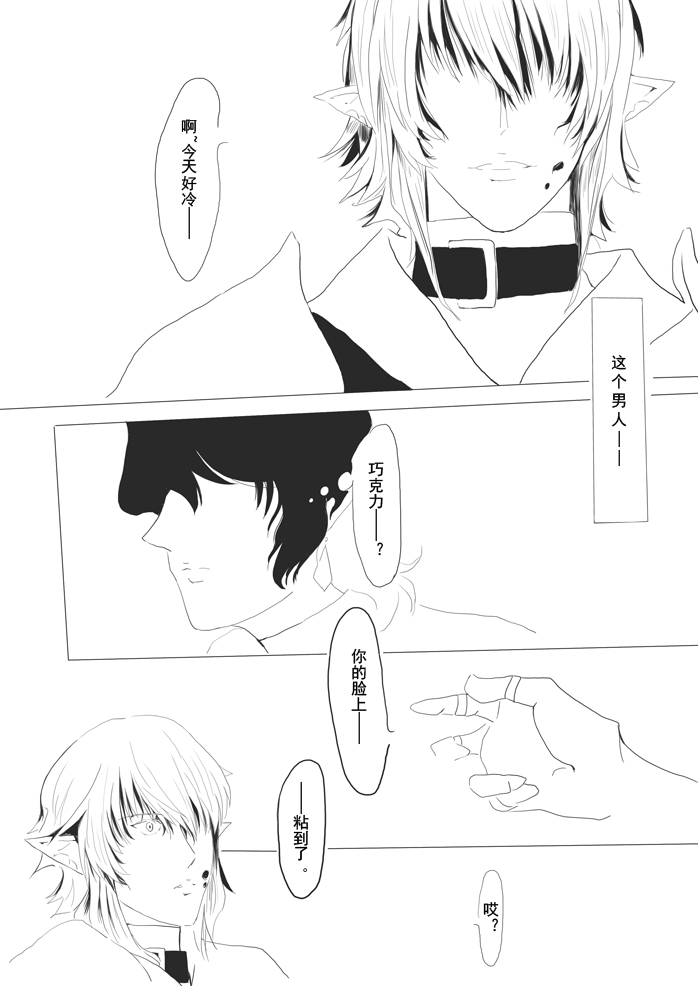 啊，今天好冷——
这个男人——
巧克力——？
你的脸上——
——粘到了。
哎？